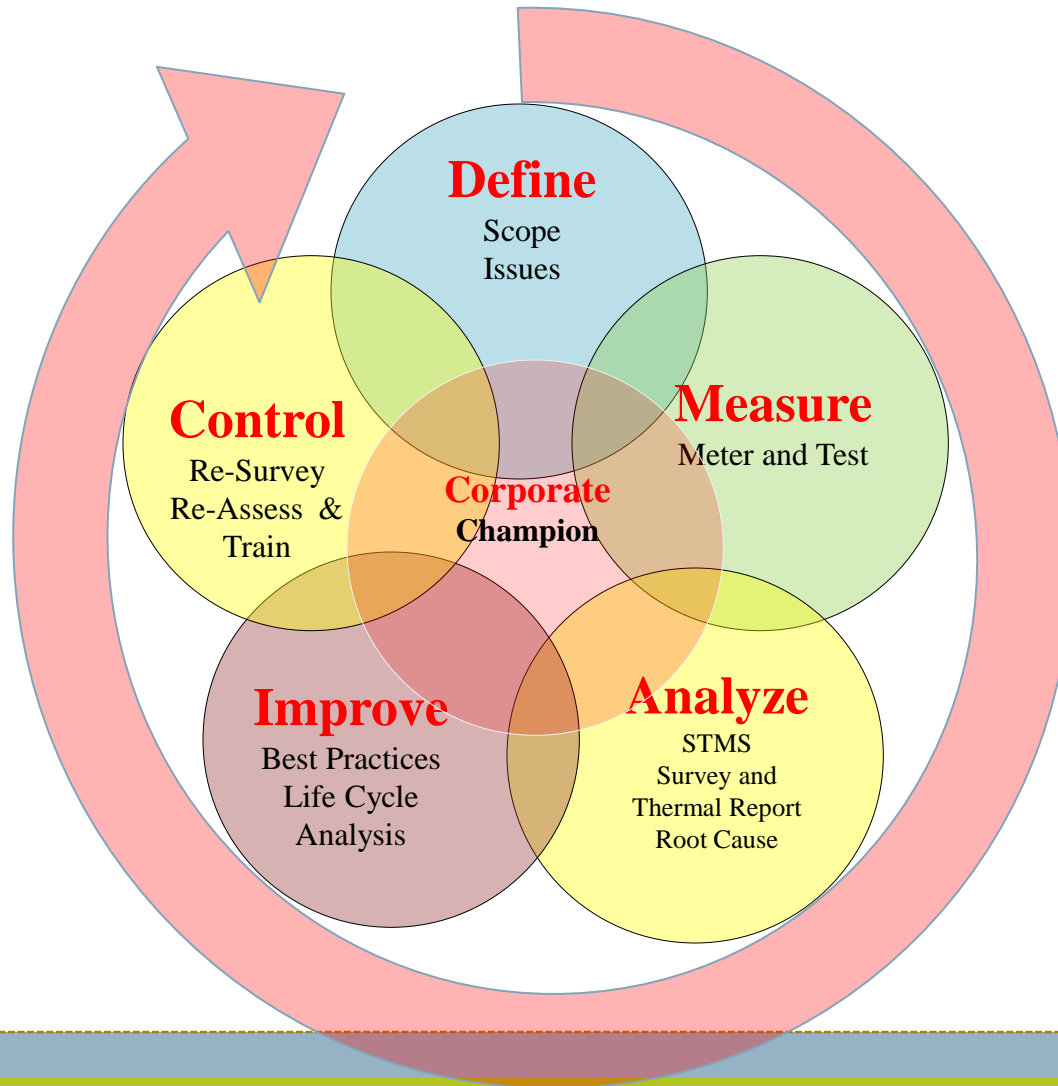 Define
Scope
Issues
Measure
Meter and Test
Analyze
STMS
Survey and
Thermal Report
Root Cause
Improve
Best Practices
Life Cycle
Analysis
Control
Re-Survey
Re-Assess &
Train
Corporate
Champion